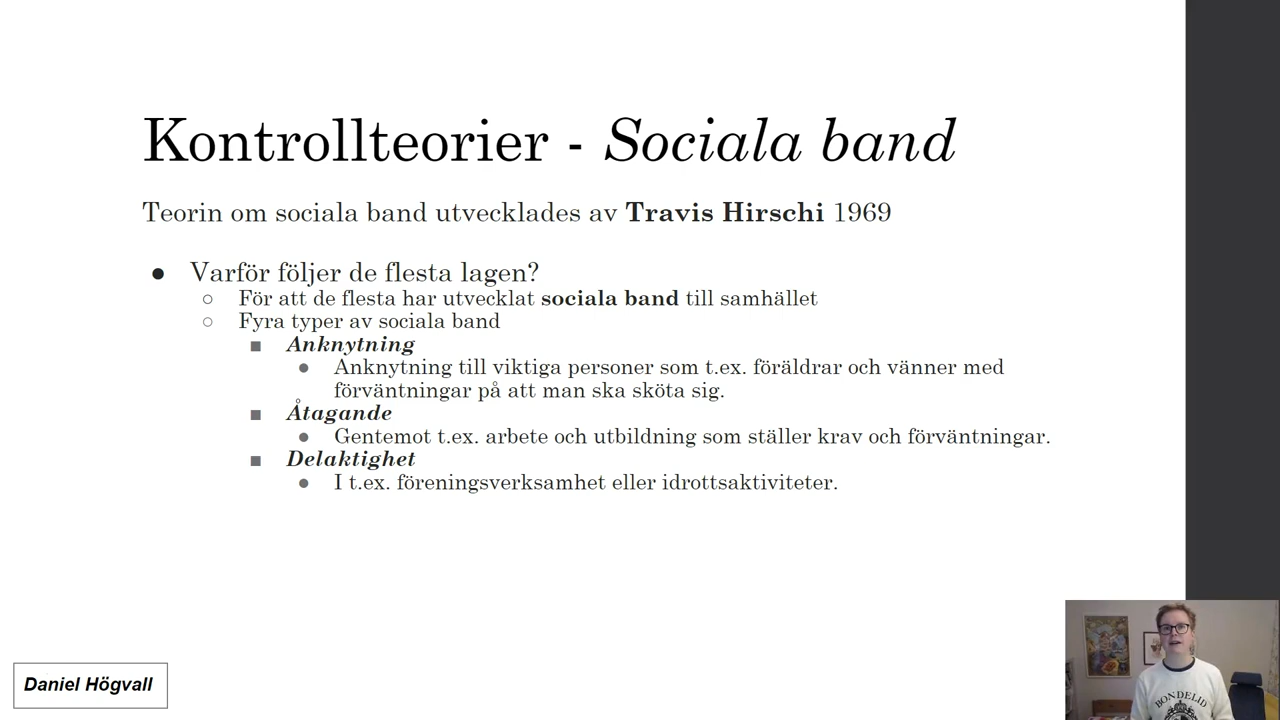 Kontrollteorier - Sociala band
Teorin om sociala band utvecklades av Travis Hirschi 1969
● Varför följer de flesta lagen?
○ För att de flesta har utvecklat sociala band till samhället
○ Fyra typer av sociala band
■ Anknytning
● Anknytning till viktiga personer som t.ex. föräldrar och vänner med
förväntningar på att man ska sköta sig.
■ Åtagande
● Gentemot t.ex. arbete och utbildning som ställer krav och förväntningar.
■ Delaktighet
● I t.ex. föreningsverksamhet eller idrottsaktiviteter.
Daniel Högvall
BONDELID